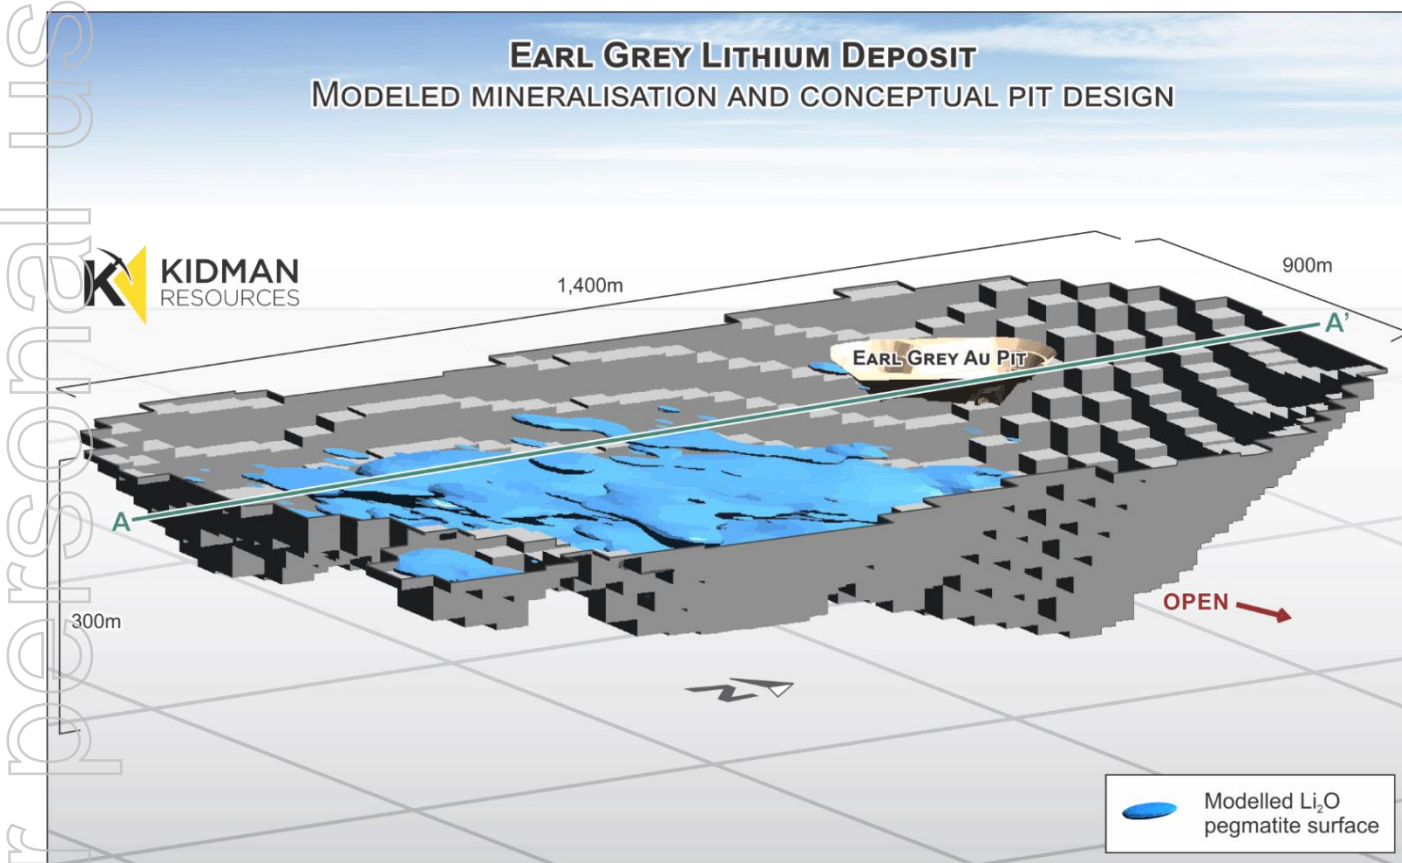 EARL GREY LITHIUM DEPOSIT
MODELED MINERALISATION AND CONCEPTUAL PIT DESIGN
KIDMAN
RESOURCES
1,400m
900m
A'
EARL GREY AU PIT
A
300m
OPEN
N
Modelled Li₂O
pegmatite surface
r personal us